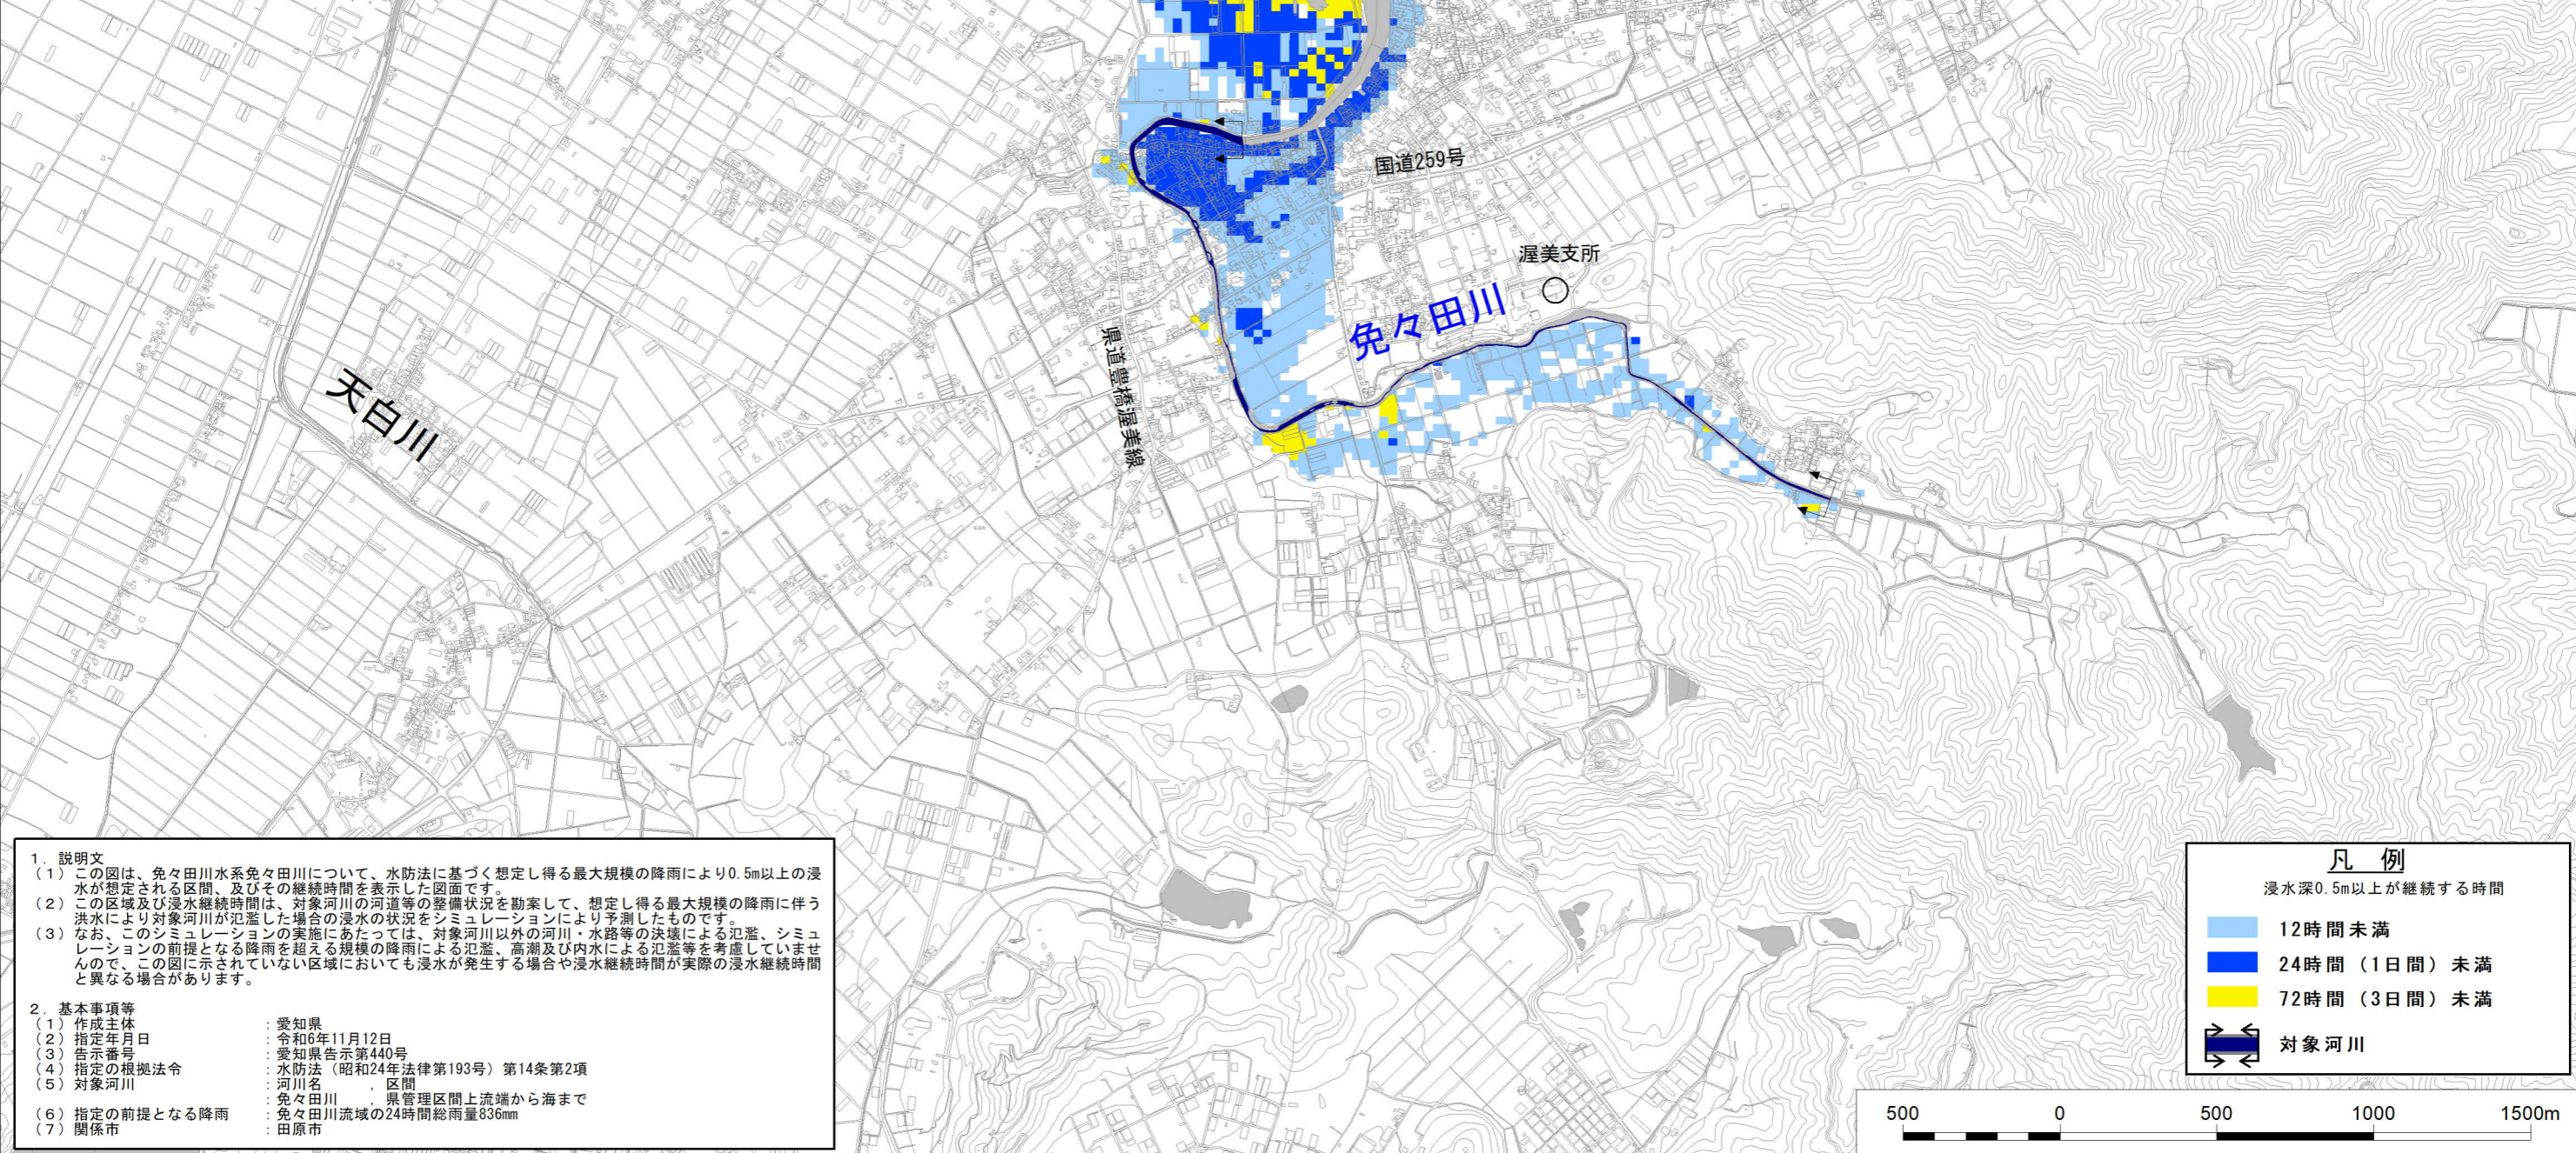 国道259号
渥美支所
免々田川
県道豊橋渥美線
天白川
1. 説明文
(1) この図は、免々田川水系免々田川について、水防法に基づく想定し得る最大規模の降雨により0.5m以上の浸
水が想定される区間、及びその継続時間を表示した図面です。
(2) この区域及び浸水継続時間は、対象河川の河道等の整備状況を勘案して、想定し得る最大規模の降雨に伴う
洪水により対象河川が氾濫した場合の浸水の状況をシミュレーションにより予測したものです。
(3) なお、このシミュレーションの実施にあたっては、対象河川以外の河川・水路等の決壊による氾濫、シミュ
レーションの前提となる降雨を超える規模の降雨による氾濫、高潮及び内水による氾濫等を考慮していませ
んので、この図に示されていない区域においても浸水が発生する場合や浸水継続時間が実際の浸水継続時間
と異なる場合があります。
2. 基本事項等
(1) 作成主体 : 愛知県
(2) 指定年月日 : 令和6年11月12日
(3) 告示番号 : 愛知県告示第440号
(4) 指定の根拠法令 : 水防法(昭和24年法律第193号)第14条第2項
(5) 対象河川 : 河川名 , 区間
: 免々田川 , 県管理区間上流端から海まで
(6) 指定の前提となる降雨 : 免々田川流域の24時間総雨量836mm
(7) 関係市 : 田原市
凡 例
浸水深0.5m以上が継続する時間
12時間未満
24時間(1日間)未満
72時間(3日間)未満
対象河川
500 0 500 1000 1500m